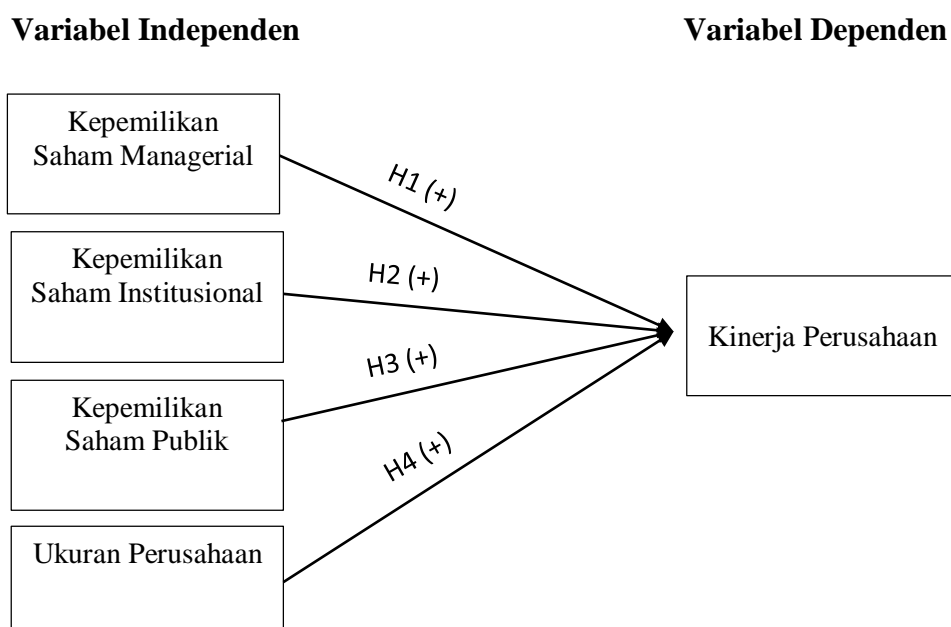 Variabel Independen
Variabel Dependen
Kepemilikan
Saham Managerial
H1 (+)
Kepemilikan
Saham Institusional
H2 (+)
Kinerja Perusahaan
H3 (+)
Kepemilikan
Saham Publik
H4 (+)
Ukuran Perusahaan